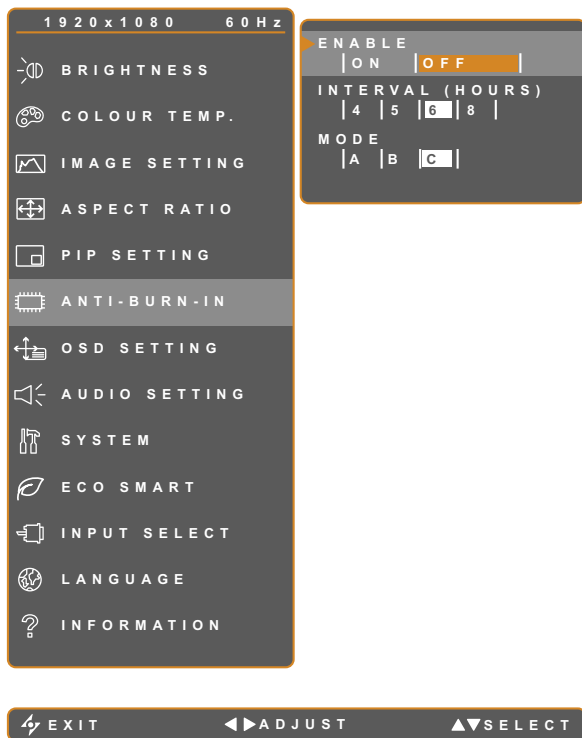 1920x1080 60Hz
BRIGHTNESS
COLOUR TEMP.
IMAGE SETTING
ASPECT RATIO
PIP SETTING
ANTI-BURN-IN
OSD SETTING
AUDIO SETTING
SYSTEM
ECO SMART
INPUT SELECT
LANGUAGE
INFORMATION
ENABLE
ON OFF
INTERVAL (HOURS)
4 5 6 8
MODE
A B C
EXIT ADJUST SELECT